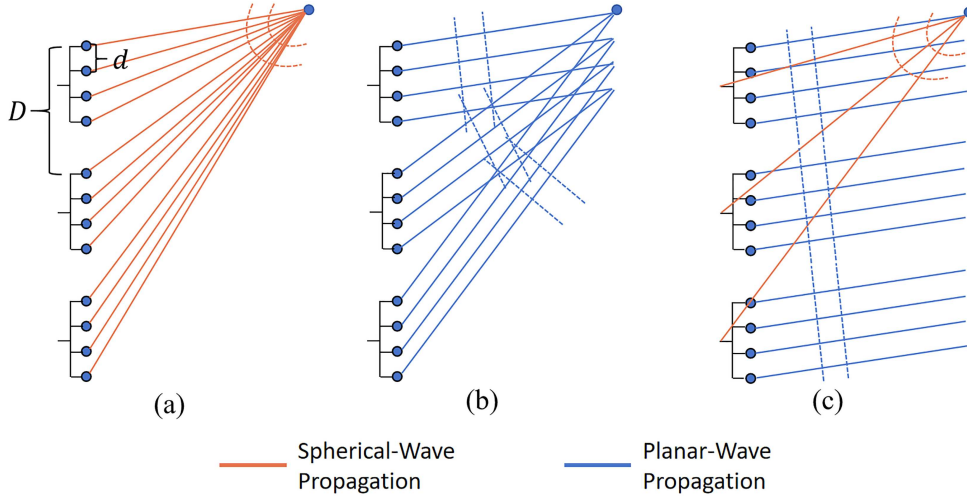 d
D
(a)
(b)
(c)
Spherical-Wave
Propagation
Planar-Wave
Propagation